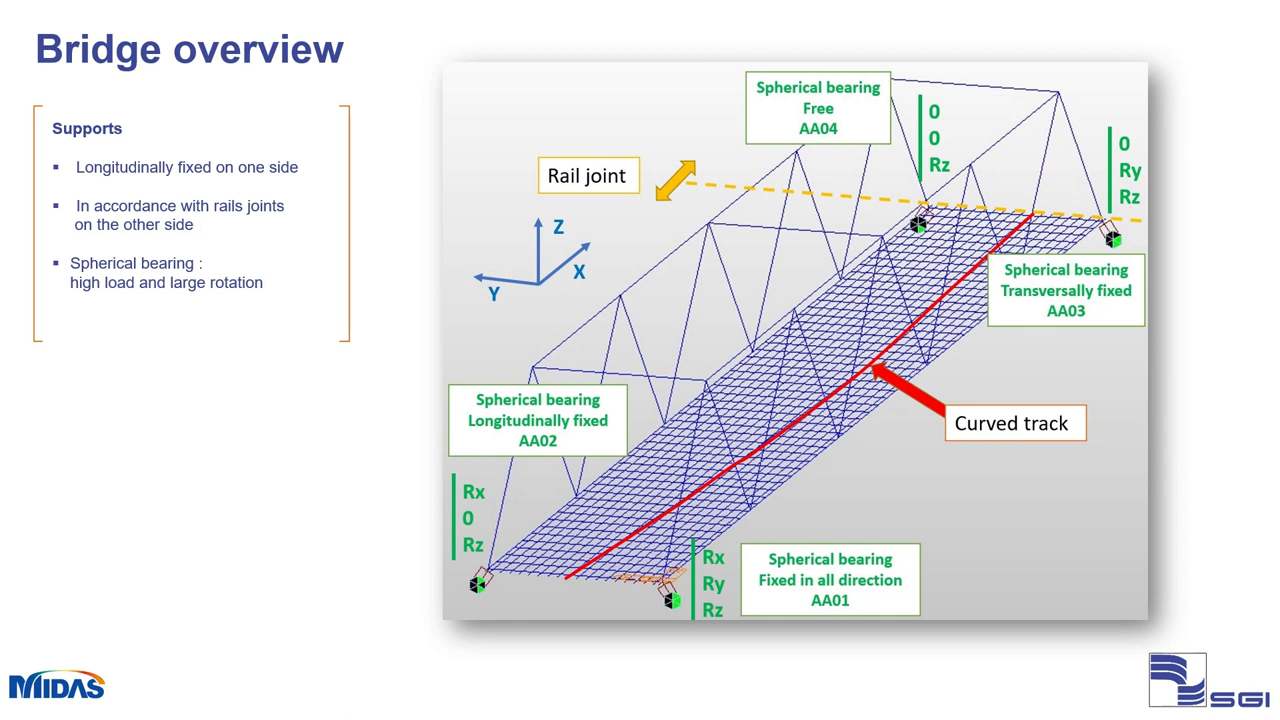 Bridge overview
Supports
▪ Longitudinally fixed on one side
▪ In accordance with rails joints
on the other side
▪ Spherical bearing :
high load and large rotation
Spherical bearing
Free
AA04
0
0
Rz
0
Ry
Rz
Rail joint
Z
X
Y
Spherical bearing
Transversally fixed
AA03
Spherical bearing
Longitudinally fixed
AA02
Curved track
Rx
0
Rz
Rx
Ry
Rz
Spherical bearing
Fixed in all direction
AA01
MIDAS
SGI